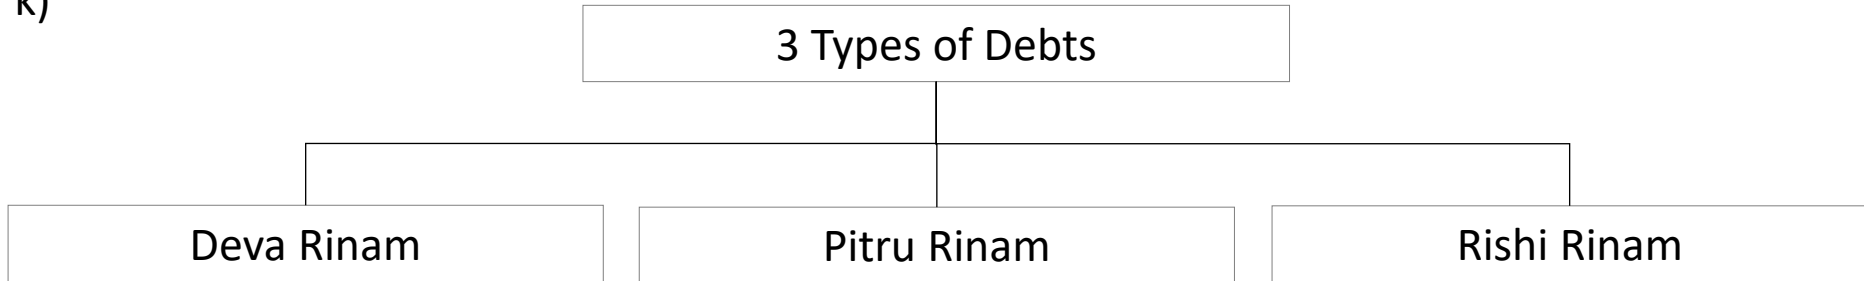 k)
3 Types of Debts
Deva Rinam
Pitru Rinam
Rishi Rinam